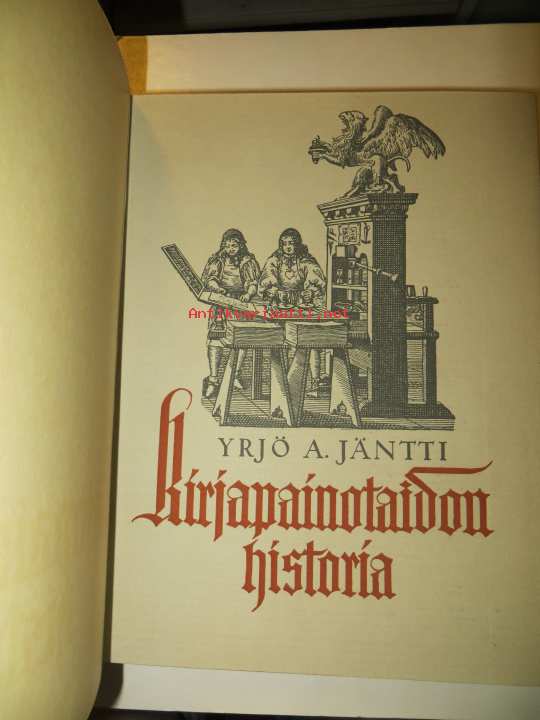 Antikvariaatti.net
YRJÖ A. JÄNTTI
Kirjapainotaidon
historia